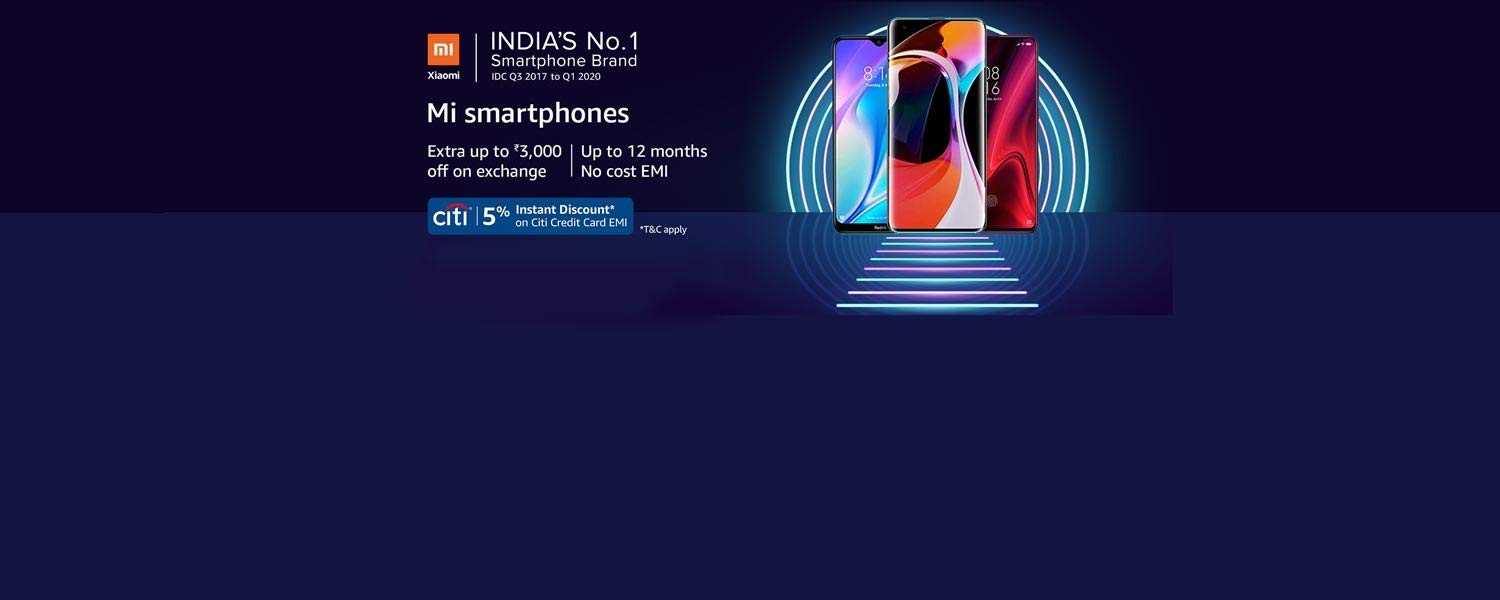 mi
Xiaomi
INDIA'S No.1
Smartphone Brand
IDC Q3 2017 to Q1 2020
Mi smartphones
Extra up to ₹3,000
off on exchange
Up to 12 months
No cost EMI
citi
5%
Instant Discount*
on Citi Credit Card EMI
*T&C apply
Redmi